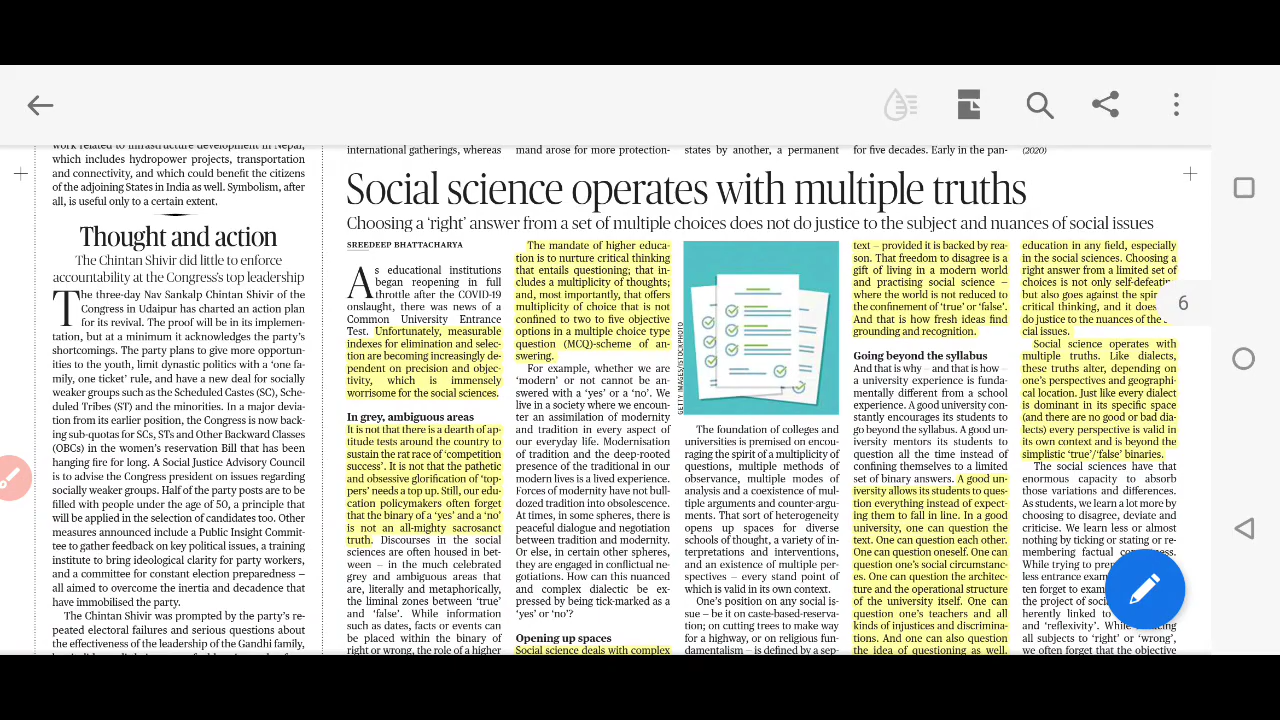 work related to infrastructure development in Nepal,
which includes hydropower projects, transportation
and connectivity, and which could benefit the citizens
of the adjoining States in India as well. Symbolism, after
all, is useful only to a certain extent.
Thought and action
The Chintan Shivir did little to enforce
accountability at the Congress's top leadership
The three-day Nav Sankalp Chintan Shivir of the
Congress in Udaipur has charted an action plan
for its revival. The proof will be in its implemen-
tation, but at a minimum it acknowledges the party's
shortcomings. The party plans to give more opportun-
ities to the youth, limit dynastic politics with a 'one fa-
mily, one ticket' rule, and have a new deal for socially
weaker groups such as the Scheduled Castes (SC), Sche-
duled Tribes (ST) and the minorities. In a major devia-
tion from its earlier position, the Congress is now back-
ing sub-quotas for SCs, STs and Other Backward Classes
(OBCs) in the women's reservation Bill that has been
hanging fire for long. A Social Justice Advisory Council
is to advise the Congress president on issues regarding
socially weaker groups. Half of the party posts are to be
filled with people under the age of 50, a principle that
will be applied in the selection of candidates too. Other
measures announced include a Public Insight Commit-
tee to gather feedback on key political issues, a training
institute to bring ideological clarity for party workers,
and a committee for constant election preparedness –
all aimed to overcome the inertia and decadence that
have immobilised the party.
The Chintan Shivir was prompted by the party's re-
peated electoral failures and serious questions about
the effectiveness of the leadership of the Gandhi family,
international gatherings, whereas
mand arose for more protection-
states by another, a permanent
for five decades. Early in the pan-
(2020)
Social science operates with multiple truths
Choosing a 'right' answer from a set of multiple choices does not do justice to the subject and nuances of social issues
SREEDEEP BHATTACHARYA
As educational institutions
began reopening in full
throttle after the COVID-19
onslaught, there was news of a
Common University Entrance
Test. Unfortunately, measurable
indexes for elimination and selec-
tion are becoming increasingly de-
pendent on precision and objec-
tivity, which is immensely
worrisome for the social sciences.
In grey, ambiguous areas
It is not that there is a dearth of ap-
titude tests around the country to
sustain the rat race of 'competition
success'. It is not that the pathetic
and obsessive glorification of 'top-
pers' needs a top up. Still, our edu-
cation policymakers often forget
that the binary of a 'yes' and a 'no'
is not an all-mighty sacrosanct
truth. Discourses in the social
sciences are often housed in bet-
ween – in the much celebrated
grey and ambiguous areas that
are, literally and metaphorically,
the liminal zones between 'true'
and 'false'. While information
such as dates, facts or events can
be placed within the binary of
right or wrong, the role of a higher
The mandate of higher educa-
tion is to nurture critical thinking
that entails questioning; that in-
cludes a multiplicity of thoughts;
and, most importantly, that offers
multiplicity of choice that is not
confined to two to five objective
options in a multiple choice type
question (MCQ)-scheme of an-
swering.
For example, whether we are
'modern' or not cannot be an-
swered with a 'yes' or a 'no'. We
live in a society where we encoun-
ter an assimilation of modernity
and tradition in every aspect of
our everyday life. Modernisation
of tradition and the deep-rooted
presence of the traditional in our
modern lives is a lived experience.
Forces of modernity have not bull-
dozed tradition into obsolescence.
At times, in some spheres, there is
peaceful dialogue and negotiation
between tradition and modernity.
Or else, in certain other spheres,
they are engaged in conflictual ne-
gotiations. How can this nuanced
and complex dialectic be ex-
pressed by being tick-marked as a
'yes' or 'no'?
Opening up spaces
Social science deals with complex
GETTY IMAGES/ISTOCKPHOTO
The foundation of colleges and
universities is premised on encou-
raging the spirit of a multiplicity of
questions, multiple methods of
observance, multiple modes of
analysis and a coexistence of mul-
tiple arguments and counter-argu-
ments. That sort of heterogeneity
opens up spaces for diverse
schools of thought, a variety of in-
terpretations and interventions,
and an existence of multiple per-
spectives – every stand point of
which is valid in its own context.
One's position on any social is-
sue – be it on caste-based-reserva-
tion; on cutting trees to make way
for a highway, or on religious fun-
damentalism – is defined by a sep-
text – provided it is backed by rea-
son. That freedom to disagree is a
gift of living in a modern world
and practising social science –
where the world is not reduced to
the confinement of 'true' or 'false'.
And that is how fresh ideas find
grounding and recognition.
Going beyond the syllabus
And that is why – and that is how –
a university experience is funda-
mentally different from a school
experience. A good university con-
stantly encourages its students to
go beyond the syllabus. A good un-
iversity mentors its students to
question all the time instead of
confining themselves to a limited
set of binary answers. A good un-
iversity allows its students to ques-
tion everything instead of expect-
ing them to fall in line. In a good
university, one can question the
text. One can question each other.
One can question oneself. One can
question one's social circumstanc-
es. One can question the architec-
ture and the operational structure
of the university itself. One can
question one's teachers and all
kinds of injustices and discrimina-
tions. And one can also question
the idea of questioning as well.
education in any field, especially
in the social sciences. Choosing a
right answer from a limited set of
choices is not only self-defeating
but also goes against the
critical thinking, and it does
do justice to the nuances of the
cial issues.
Social science operates with
multiple truths. Like dialects,
these truths alter, depending on
one's perspectives and geographi-
cal location. Just like every dialect
is dominant in its specific space
(and there are no good or bad dia-
lects) every perspective is valid in
its own context and is beyond the
simplistic 'true'/'false' binaries.
The social sciences have that
enormous capacity to absorb
those variations and differences.
As students, we learn a lot more by
choosing to disagree, deviate and
criticise. We learn less or almost
nothing by ticking or stating or re-
membering factual
While trying to
less entrance
ten forget to
the project of
herently linked
and 'reflexivity'.
all subjects to 'right' or 'wrong',
we often forget that the objective
6